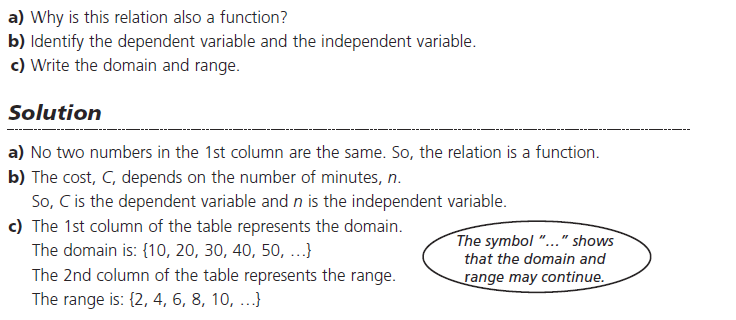 a) Why is this relation also a function?
b) Identify the dependent variable and the independent variable.
c) Write the domain and range.
Solution
a) No two numbers in the 1st column are the same. So, the relation is a function.
b) The cost, C, depends on the number of minutes, n.
So, C is the dependent variable and n is the independent variable.
c) The 1st column of the table represents the domain.
The domain is: {10, 20, 30, 40, 50, …}
The 2nd column of the table represents the range.
The range is: {2, 4, 6, 8, 10, …}
The symbol "…" shows
that the domain and
range may continue.